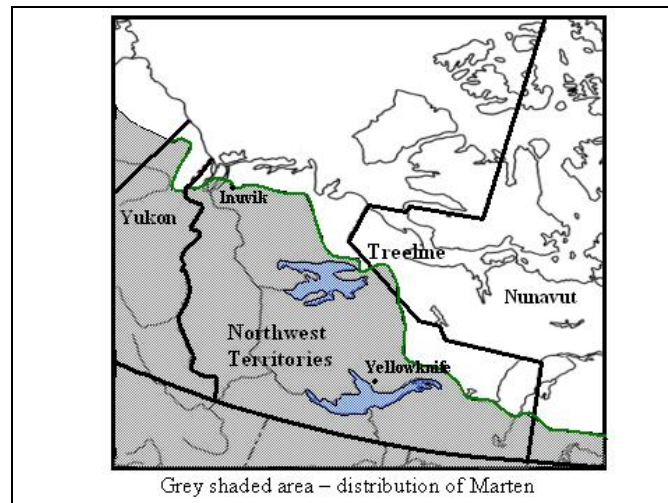 Inuvik
Yukon
Treeline
Nunavut
Northwest
Territories
Yellowknife
Grey shaded area – distribution of Marten